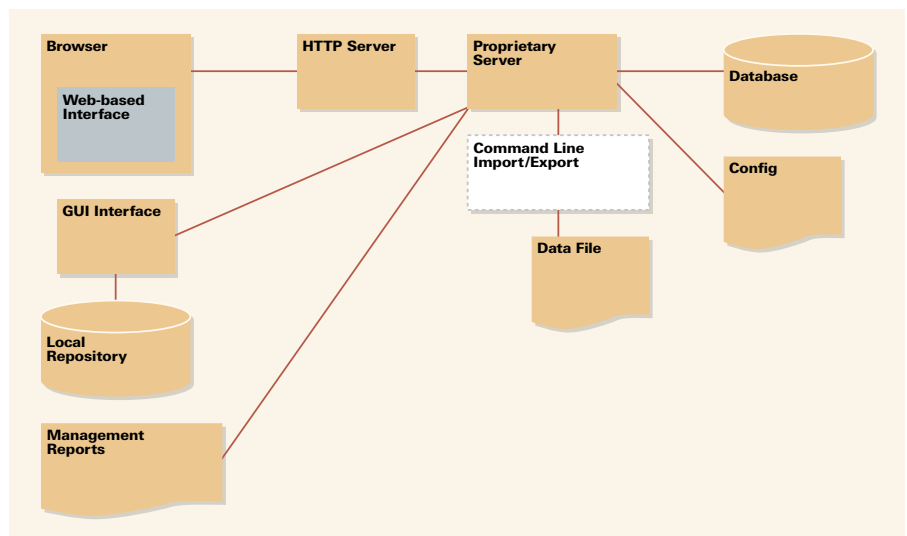 Browser
HTTP Server
Proprietary
Server
Database
Web-based
Interface
Command Line
Import/Export
Config
GUI Interface
Data File
Local
Repository
Management
Reports